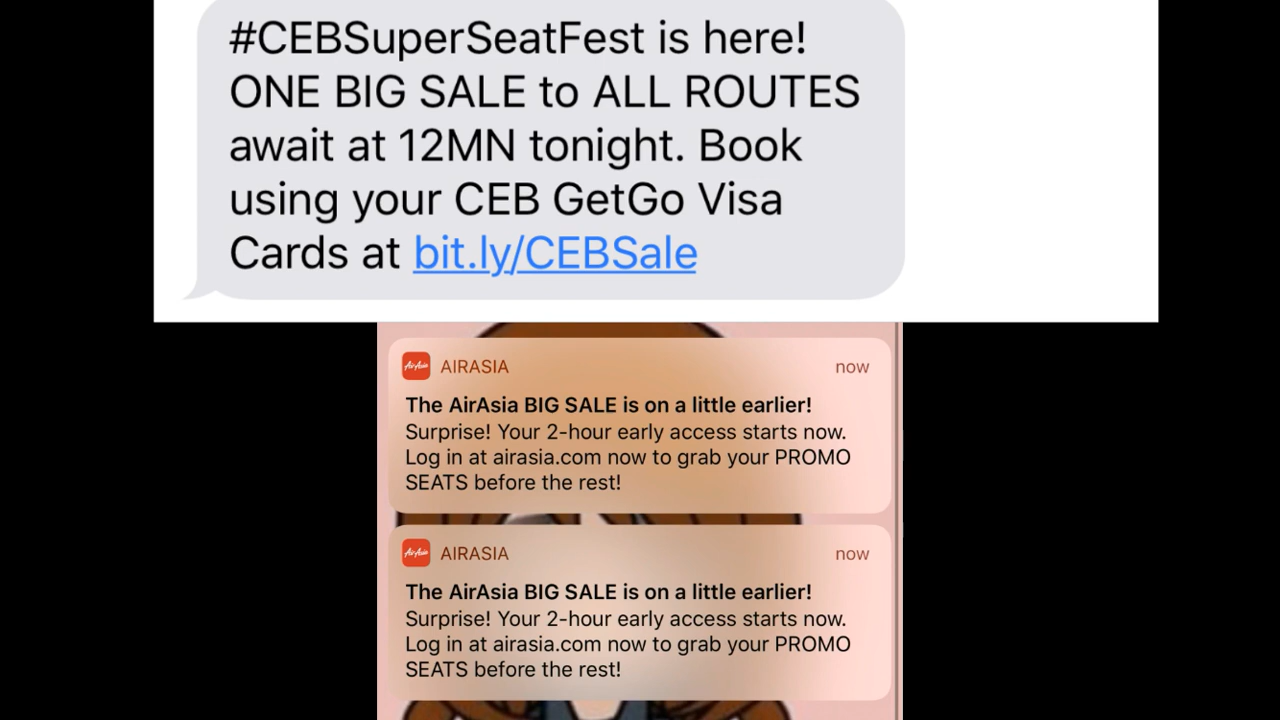 #CEBSuperSeatFest is here!
ONE BIG SALE to ALL ROUTES
await at 12MN tonight. Book
using your CEB GetGo Visa
Cards at bit.ly/CEBSale
AirAsia AIRASIA now
The AirAsia BIG SALE is on a little earlier!
Surprise! Your 2-hour early access starts now.
Log in at airasia.com now to grab your PROMO
SEATS before the rest!
AirAsia AIRASIA now
The AirAsia BIG SALE is on a little earlier!
Surprise! Your 2-hour early access starts now.
Log in at airasia.com now to grab your PROMO
SEATS before the rest!